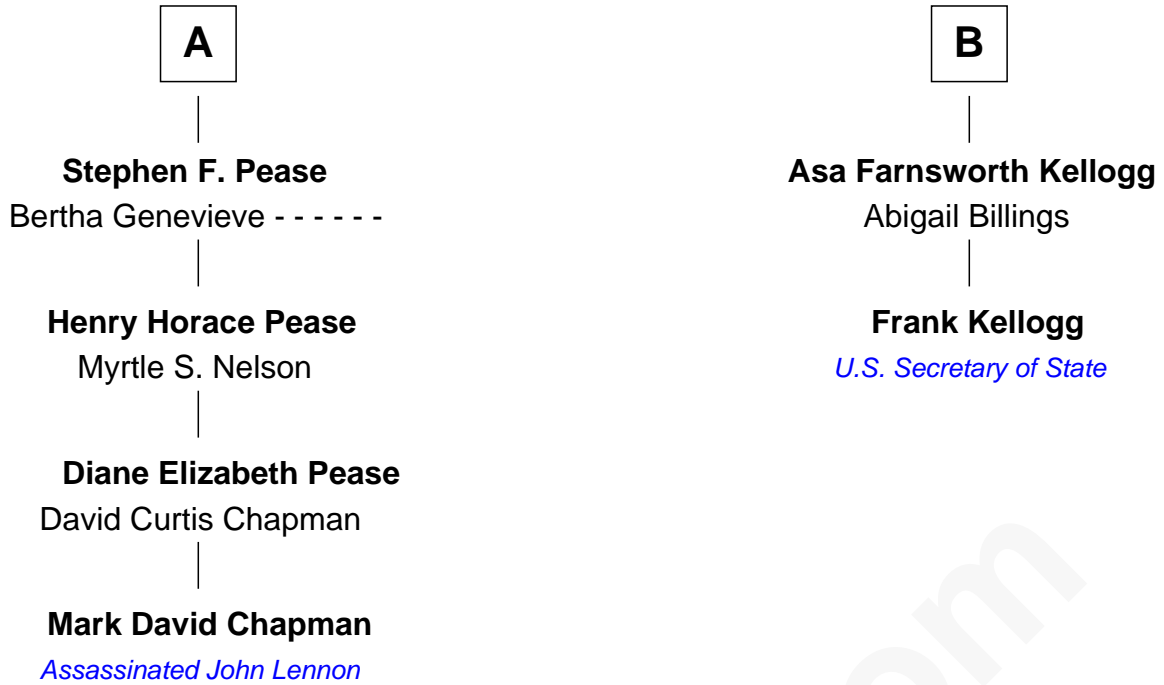 A
B
Stephen F. Pease
Bertha Genevieve - - - - - -
Asa Farnsworth Kellogg
Abigail Billings
Henry Horace Pease
Myrtle S. Nelson
Frank Kellogg
U.S. Secretary of State
Diane Elizabeth Pease
David Curtis Chapman
Mark David Chapman
Assassinated John Lennon
om